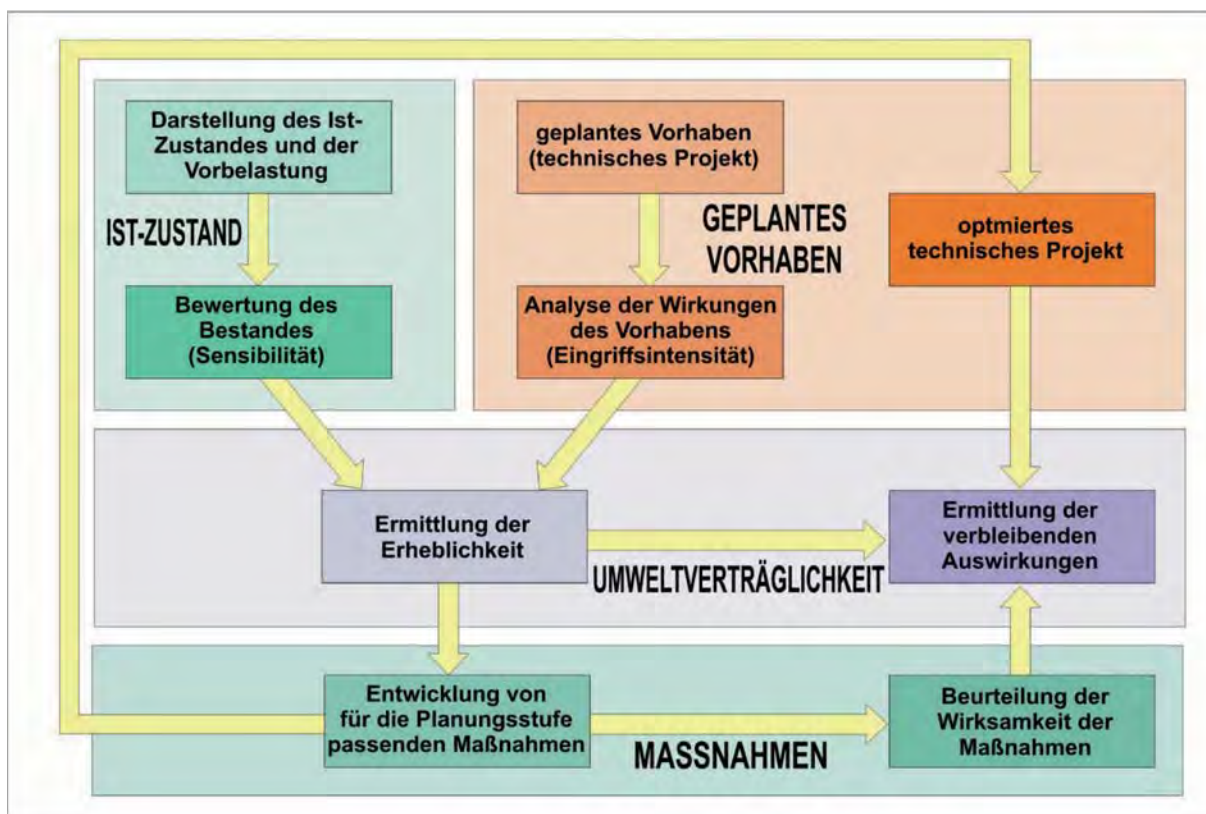 Darstellung des Ist-
Zustandes und der
Vorbelastung
IST-ZUSTAND
Bewertung des
Bestandes
(Sensibilität)
geplantes Vorhaben
(technisches Projekt)
GEPLANTES
VORHABEN
Analyse der Wirkungen
des Vorhabens
(Eingriffsintensität)
optmiertes
technisches Projekt
Ermittlung der
Erheblichkeit
UMWELTVERTRÄGLICHKEIT
Ermittlung der
verbleibenden
Auswirkungen
Entwicklung von
für die Planungsstufe
passenden Maßnahmen
MASSNAHMEN
Beurteilung der
Wirksamkeit der
Maßnahmen